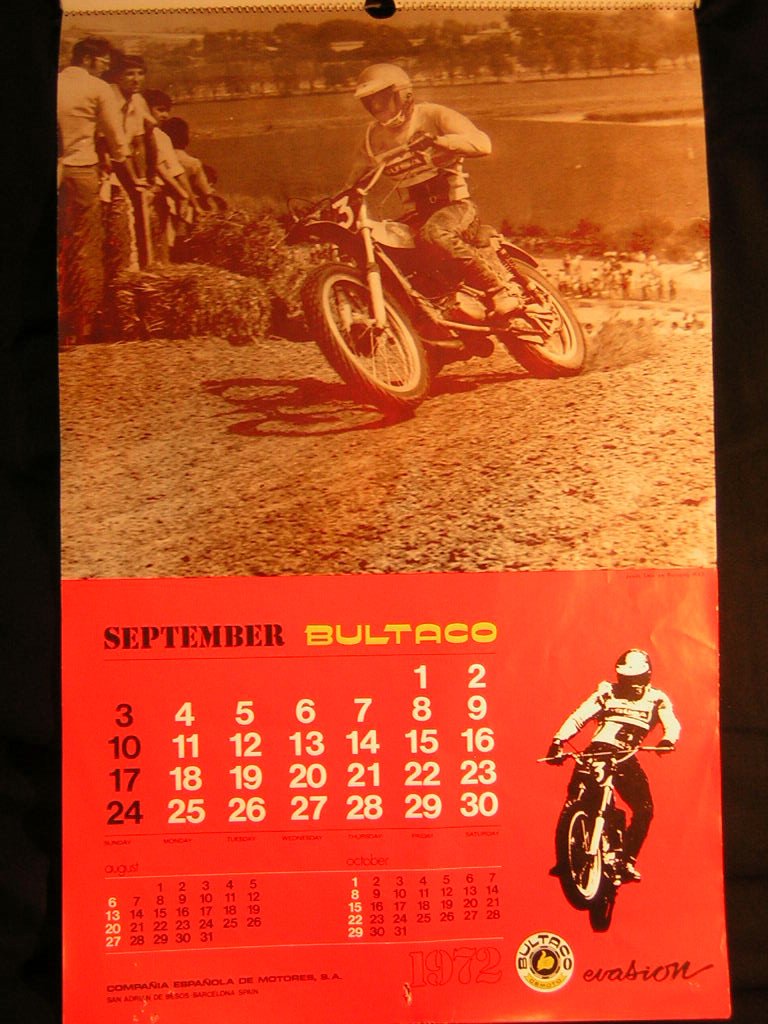 3
SEPTEMBER BULTACO
1 2
3 4 5 6 7 8 9
10 11 12 13 14 15 16
17 18 19 20 21 22 23
24 25 26 27 28 29 30
SUNDAY MONDAY TUESDAY WEDNESDAY THURSDAY FRIDAY SATURDAY
3
august
1 2 3 4 5
6 7 8 9 10 11 12
13 14 15 16 17 18 19
20 21 22 23 24 25 26
27 28 29 30 31
october
1 2 3 4 5 6 7
8 9 10 11 12 13 14
15 16 17 18 19 20 21
22 23 24 25 26 27 28
29 30 31
COMPAÑIA ESPAÑOLA DE MOTORES, S.A.
SAN ADRIAN DE BESOS-BARCELONA SPAIN
1972
BULTACO
CEMOTO
evasion